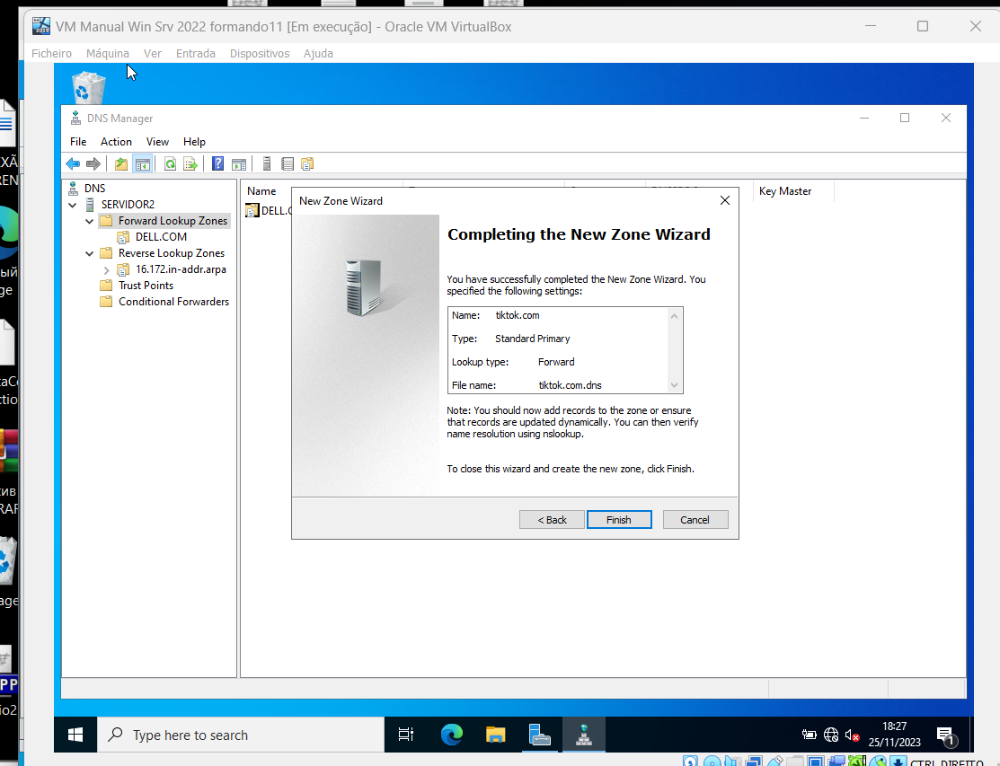 VM Manual Win Srv 2022 formando11 [Em execução] - Oracle VM VirtualBox
Ficheiro Máquina Ver Entrada Dispositivos Ajuda
DNS Manager
File Action View Help
DNS
SERVIDOR2
Forward Lookup Zones
DELL.COM
Reverse Lookup Zones
16.172.in-addr.arpa
Trust Points
Conditional Forwarders
Name Key Master
DELL.
New Zone Wizard
Completing the New Zone Wizard
You have successfully completed the New Zone Wizard. You
specified the following settings:
Name: tiktok.com
Type: Standard Primary
Lookup type: Forward
File name: tiktok.com.dns
Note: You should now add records to the zone or ensure
that records are updated dynamically. You can then verify
name resolution using nslookup.
To close this wizard and create the new zone, click Finish.
< Back Finish Cancel
Type here to search
18:27
25/11/2023
1
CTRL DIREITO